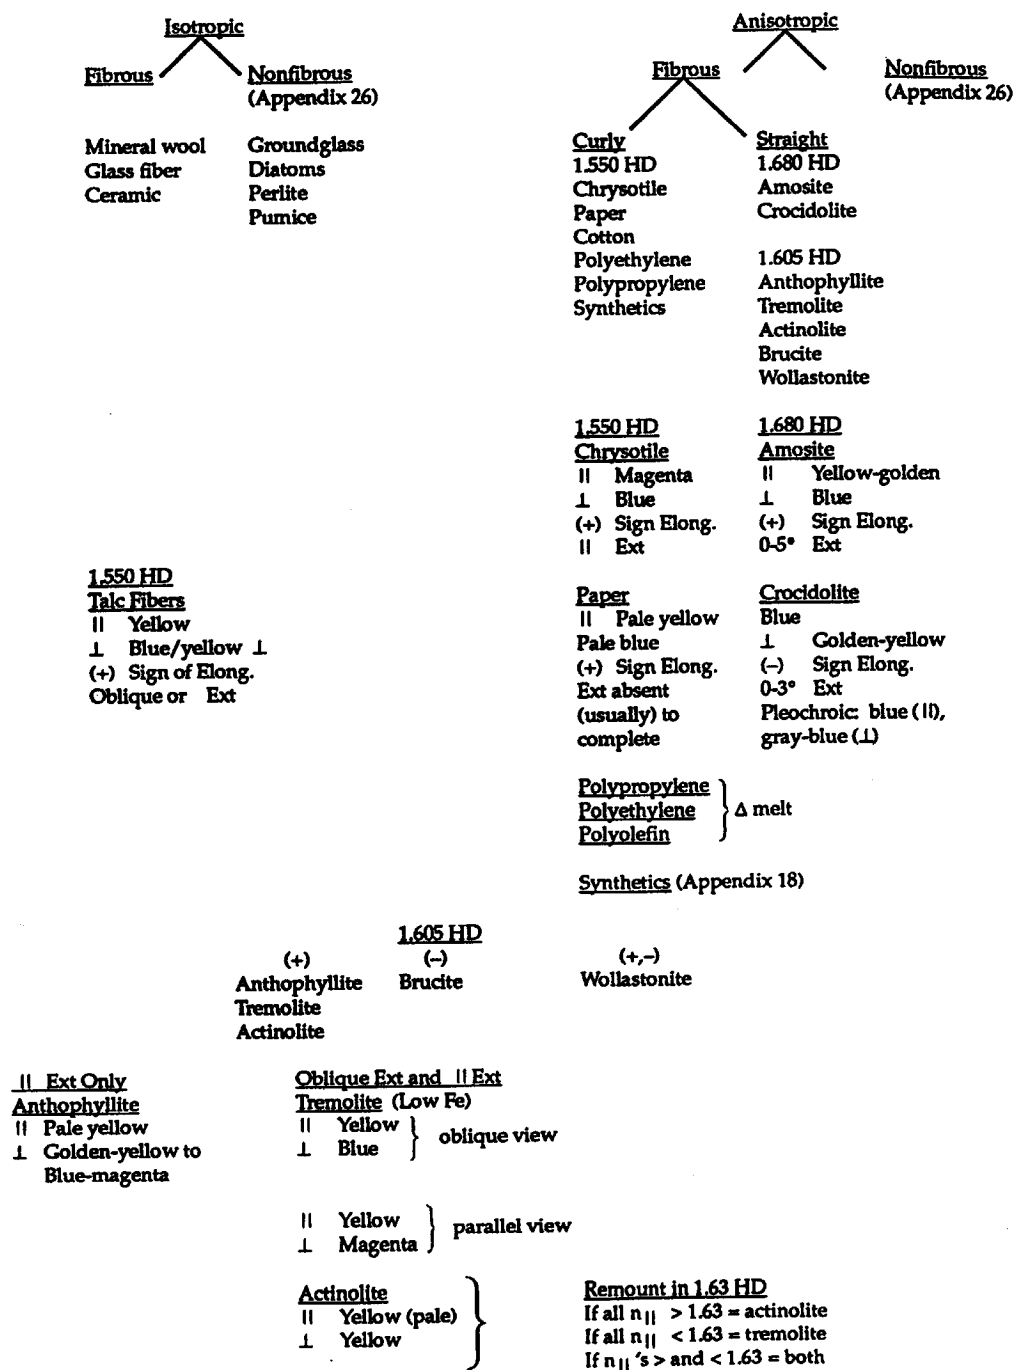 Isotropic
Fibrous
Nonfibrous
(Appendix 26)
Mineral wool
Glass fiber
Ceramic
Groundglass
Diatoms
Perlite
Pumice
Anisotropic
Fibrous
Nonfibrous
(Appendix 26)
Curly
1.550 HD
Chrysotile
Paper
Cotton
Polyethylene
Polypropylene
Synthetics
Straight
1.680 HD
Amosite
Crocidolite
1.605 HD
Anthophyllite
Tremolite
Actinolite
Brucite
Wollastonite
1.550 HD
Chrysotile
|| Magenta
⊥ Blue
(+) Sign Elong.
|| Ext
1.680 HD
Amosite
|| Yellow-golden
⊥ Blue
(+) Sign Elong.
0-5° Ext
1.550 HD
Talc Fibers
|| Yellow
⊥ Blue/yellow ⊥
(+) Sign of Elong.
Oblique or Ext
Paper
|| Pale yellow
Pale blue
(+) Sign Elong.
Ext absent
(usually) to
complete
Crocidolite
Blue
⊥ Golden-yellow
(–) Sign Elong.
0-3° Ext
Pleochroic: blue (||),
gray-blue (⊥)
Polypropylene
Polyethylene
Polyolefin
Δ melt
Synthetics (Appendix 18)
1.605 HD
(+)
Anthophyllite
Tremolite
Actinolite
(–)
Brucite
(+,–)
Wollastonite
|| Ext Only
Anthophyllite
|| Pale yellow
⊥ Golden-yellow to
Blue-magenta
Oblique Ext and || Ext
Tremolite (Low Fe)
|| Yellow
⊥ Blue
oblique view
|| Yellow
⊥ Magenta
parallel view
Actinolite
|| Yellow (pale)
⊥ Yellow
Remount in 1.63 HD
If all n|| > 1.63 = actinolite
If all n|| < 1.63 = tremolite
If n||'s > and < 1.63 = both